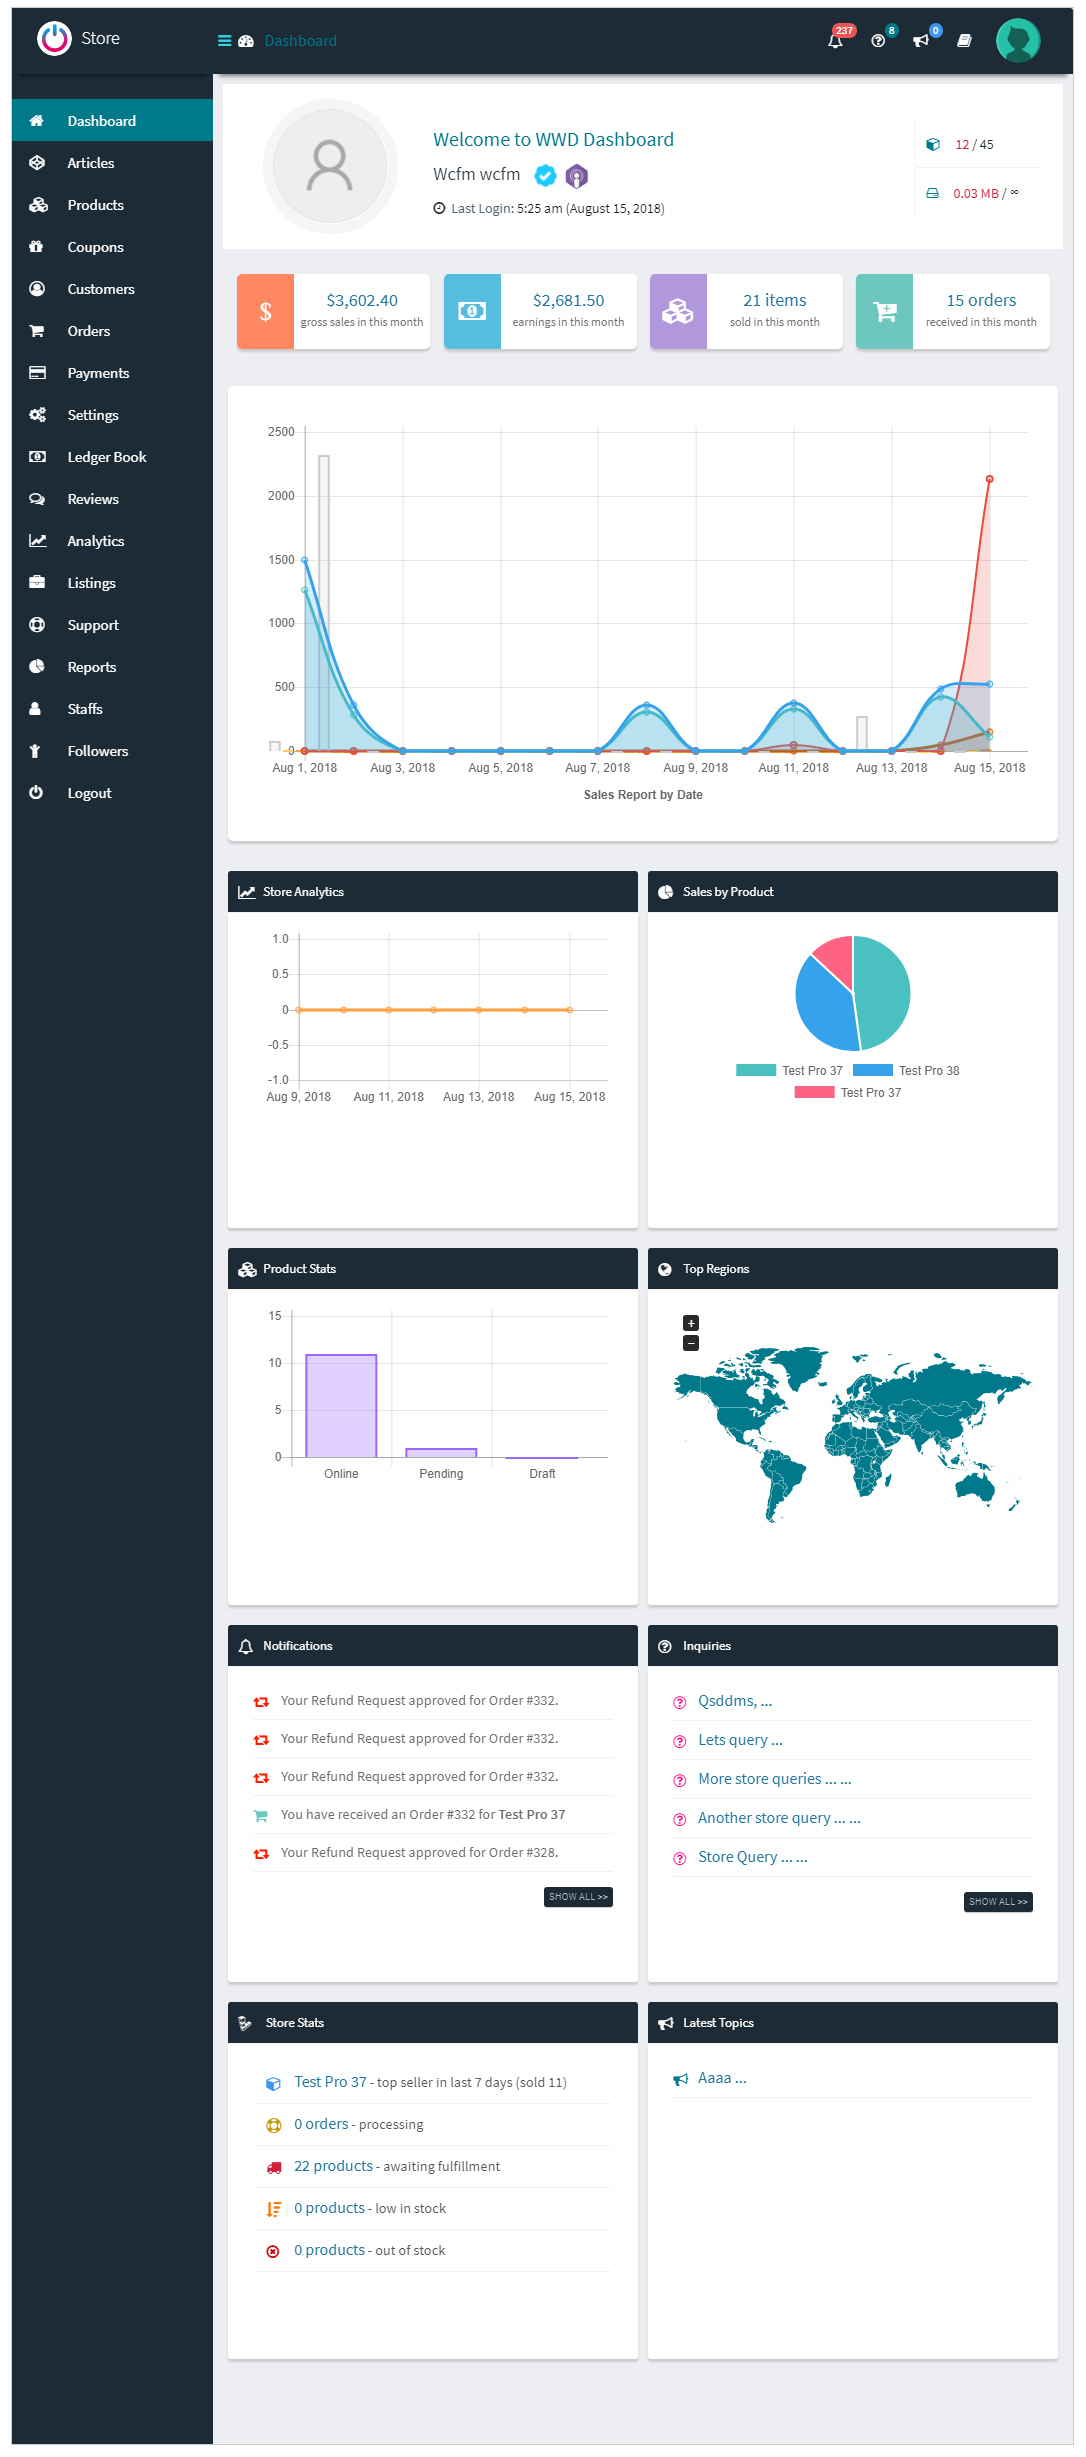 Store
Dashboard
237
8
0
Dashboard
Articles
Products
Coupons
Customers
Orders
Payments
Settings
Ledger Book
Reviews
Analytics
Listings
Support
Reports
Staffs
Followers
Logout
Welcome to WWD Dashboard
Wcfm wcfm
Last Login: 5:25 am (August 15, 2018)
12 / 45
0.03 MB / ∞
$3,602.40
gross sales in this month
$2,681.50
earnings in this month
21 items
sold in this month
15 orders
received in this month
2500
2000
1500
1000
500
0
Aug 1, 2018 Aug 3, 2018 Aug 5, 2018 Aug 7, 2018 Aug 9, 2018 Aug 11, 2018 Aug 13, 2018 Aug 15, 2018
Sales Report by Date
Store Analytics
1.0
0.5
0
-0.5
-1.0
Aug 9, 2018 Aug 11, 2018 Aug 13, 2018 Aug 15, 2018
Sales by Product
Test Pro 37 Test Pro 38
Test Pro 37
Product Stats
15
10
5
0
Online Pending Draft
Top Regions
+
−
Notifications
Your Refund Request approved for Order #332.
Your Refund Request approved for Order #332.
Your Refund Request approved for Order #332.
You have received an Order #332 for Test Pro 37
Your Refund Request approved for Order #328.
SHOW ALL >>
Inquiries
Qsddms, ...
Lets query ...
More store queries ... ...
Another store query ... ...
Store Query ... ...
SHOW ALL >>
Store Stats
Test Pro 37 - top seller in last 7 days (sold 11)
0 orders - processing
22 products - awaiting fulfillment
0 products - low in stock
0 products - out of stock
Latest Topics
Aaaa ...